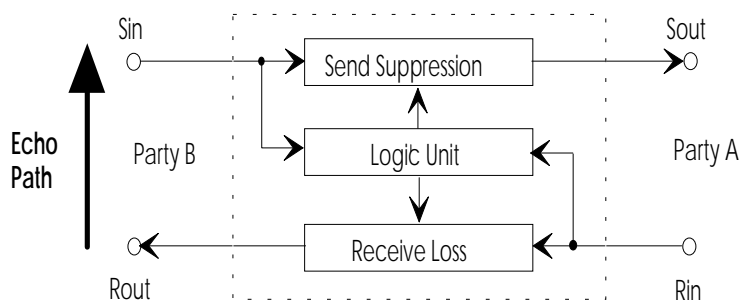 Sin
Sout
Send Suppression
Echo
Path
Party B
Logic Unit
Party A
Receive Loss
Rout
Rin